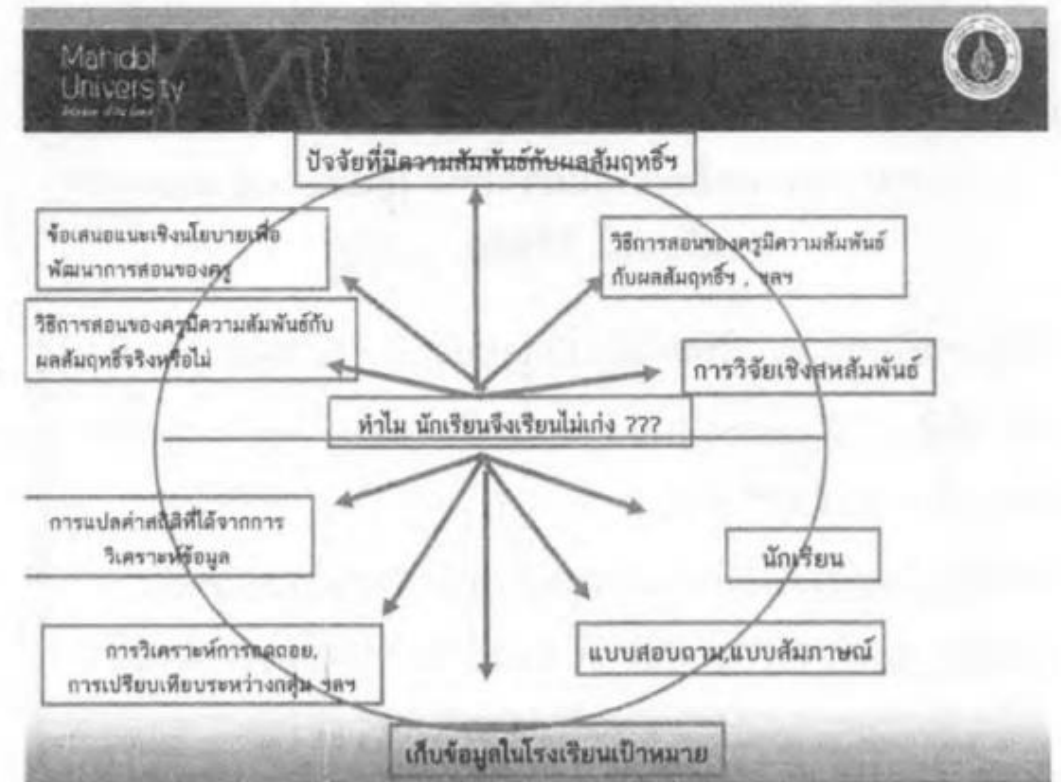 Mahidol
University
ปัจจัยที่มีความสัมพันธ์กับผลสัมฤทธิ์ฯ
ข้อเสนอแนะเชิงนโยบายเพื่อ
พัฒนาการสอนของครู
วิธีการสอนของครูมีความสัมพันธ์
กับผลสัมฤทธิ์ฯ , ฯลฯ
วิธีการสอนของครูมีความสัมพันธ์กับ
ผลสัมฤทธิ์จริงหรือไม่
การวิจัยเชิงสหสัมพันธ์
ทำไม นักเรียนจึงเรียนไม่เก่ง ???
การแปลค่าสถิติที่ได้จากการ
วิเคราะห์ข้อมูล
นักเรียน
การวิเคราะห์การถดถอย,
การเปรียบเทียบระหว่างกลุ่ม ฯลฯ
แบบสอบถาม,แบบสัมภาษณ์
เก็บข้อมูลในโรงเรียนเป้าหมาย